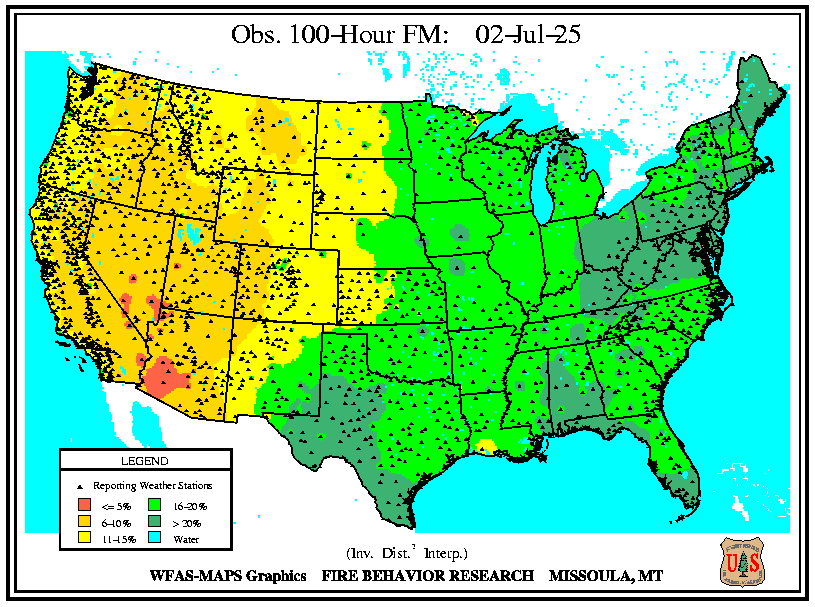 Obs. 100-Hour FM: 02-Jul-25
LEGEND
Reporting Weather Stations
<= 5% 16-20%
6-10% > 20%
11-15% Water
(Inv. Dist.² Interp.)
WFAS-MAPS Graphics FIRE BEHAVIOR RESEARCH MISSOULA, MT
U S